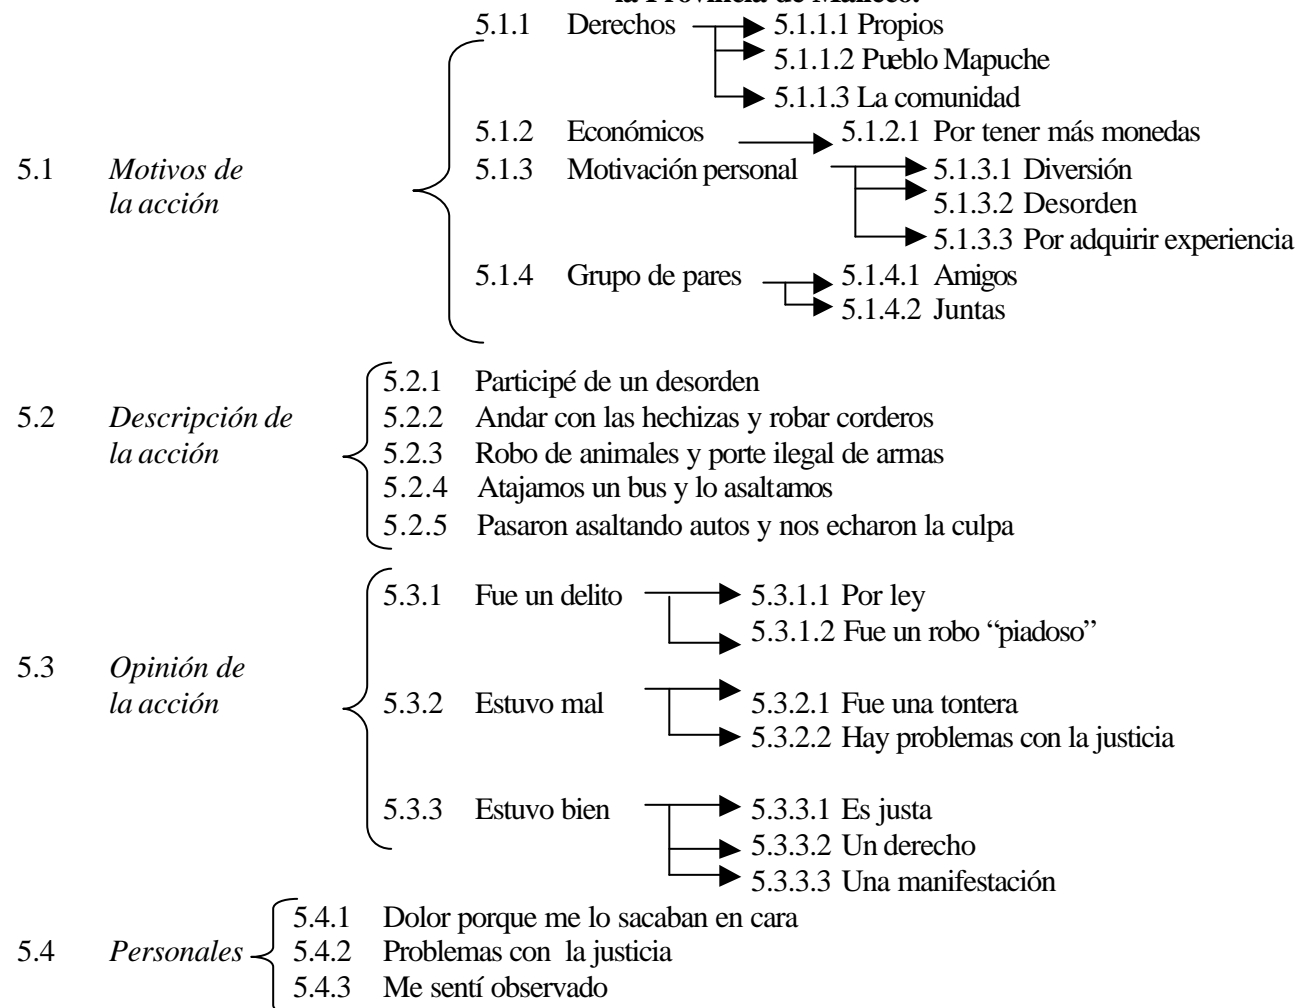 la Provincia de Malleco.
5.1.1 Derechos 5.1.1.1 Propios
5.1.1.2 Pueblo Mapuche
5.1.1.3 La comunidad
5.1.2 Económicos 5.1.2.1 Por tener más monedas
5.1 Motivos de 5.1.3 Motivación personal 5.1.3.1 Diversión
la acción 5.1.3.2 Desorden
5.1.3.3 Por adquirir experiencia
5.1.4 Grupo de pares 5.1.4.1 Amigos
5.1.4.2 Juntas
5.2.1 Participé de un desorden
5.2 Descripción de 5.2.2 Andar con las hechizas y robar corderos
la acción 5.2.3 Robo de animales y porte ilegal de armas
5.2.4 Atajamos un bus y lo asaltamos
5.2.5 Pasaron asaltando autos y nos echaron la culpa
5.3.1 Fue un delito 5.3.1.1 Por ley
5.3.1.2 Fue un robo “piadoso”
5.3 Opinión de
la acción 5.3.2 Estuvo mal 5.3.2.1 Fue una tontera
5.3.2.2 Hay problemas con la justicia
5.3.3 Estuvo bien 5.3.3.1 Es justa
5.3.3.2 Un derecho
5.3.3.3 Una manifestación
5.4.1 Dolor porque me lo sacaban en cara
5.4 Personales 5.4.2 Problemas con la justicia
5.4.3 Me sentí observado